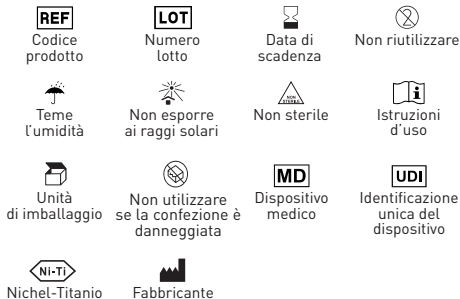 REF LOT
Codice prodotto
Numero lotto
Data di scadenza
Non riutilizzare
NON STERILE
Teme l'umidità
Non esporre ai raggi solari
Non sterile
Istruzioni d'uso
MD UDI
Unità di imballaggio
Non utilizzare se la confezione è danneggiata
Dispositivo medico
Identificazione unica del dispositivo
Ni-Ti
Nichel-Titanio
Fabbricante